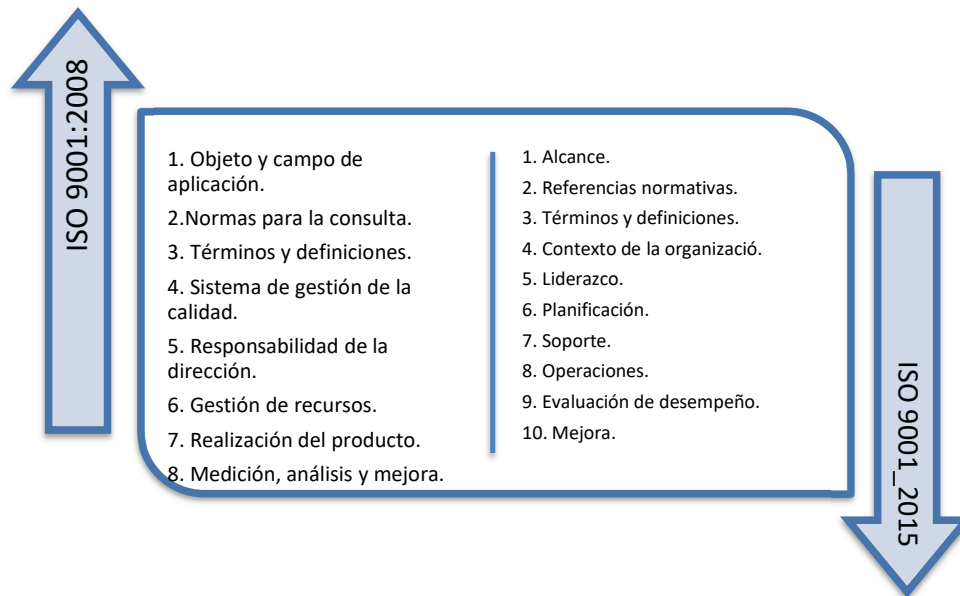 ISO 9001:2008
1. Objeto y campo de
aplicación.
2.Normas para la consulta.
3. Términos y definiciones.
4. Sistema de gestión de la
calidad.
5. Responsabilidad de la
dirección.
6. Gestión de recursos.
7. Realización del producto.
8. Medición, análisis y mejora.
1. Alcance.
2. Referencias normativas.
3. Términos y definiciones.
4. Contexto de la organizació.
5. Liderazco.
6. Planificación.
7. Soporte.
8. Operaciones.
9. Evaluación de desempeño.
10. Mejora.
ISO 9001_2015